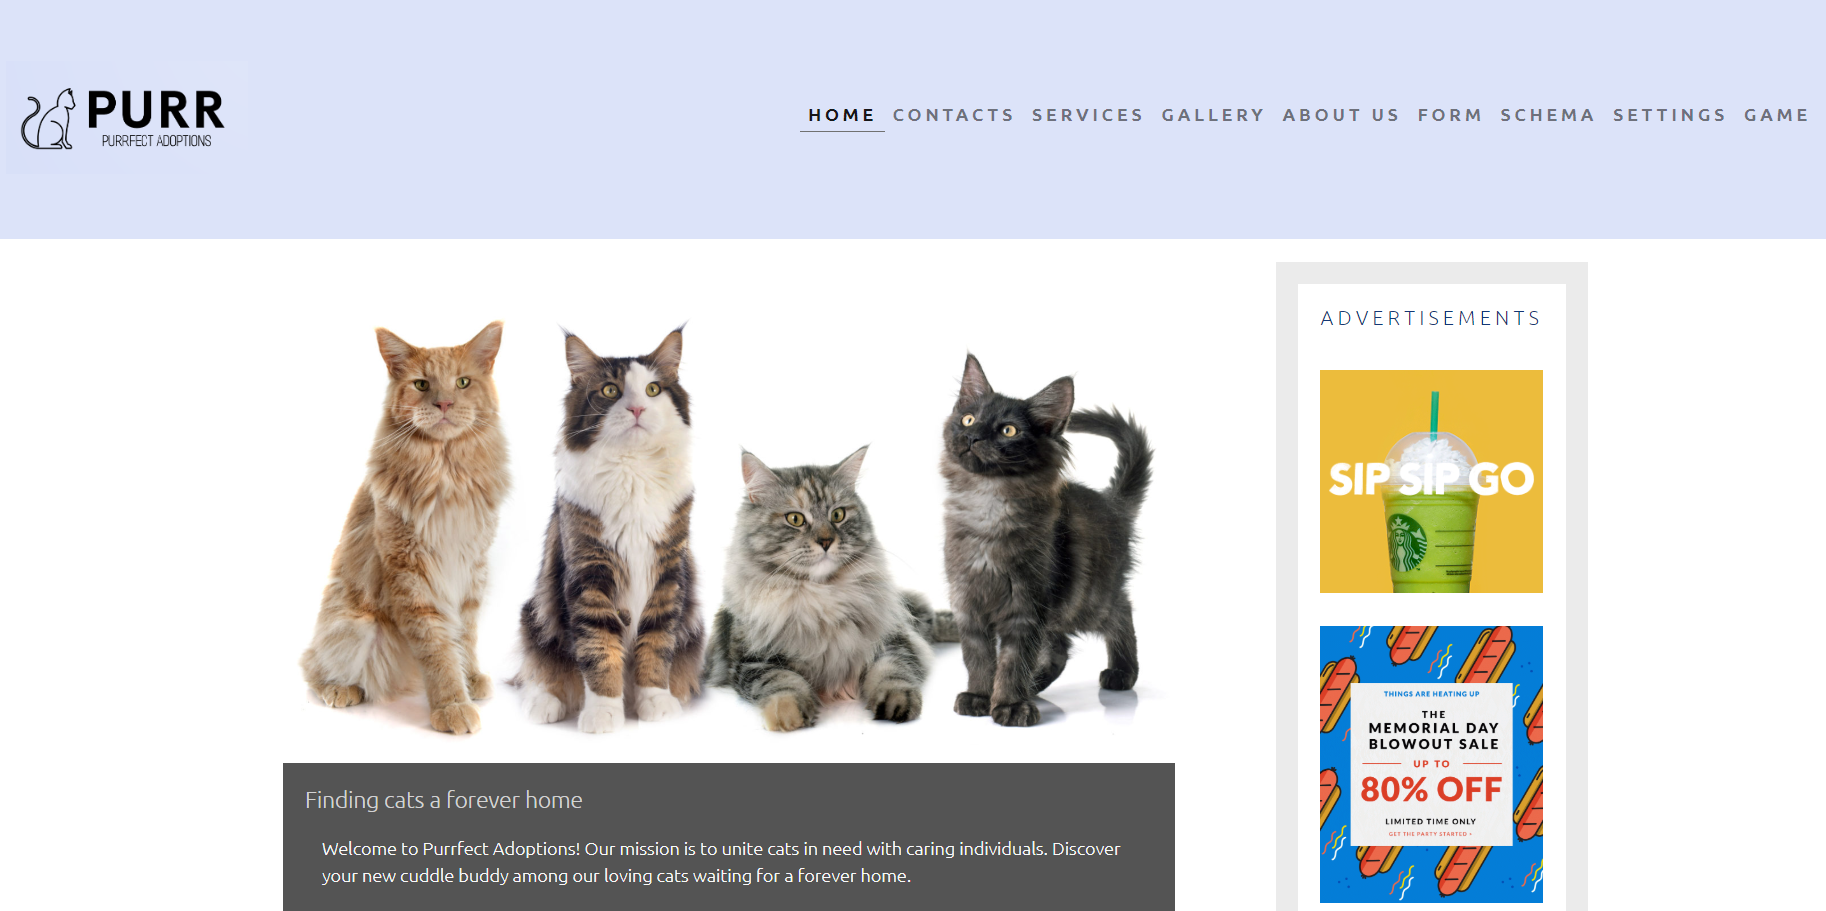 PURR
PURRFECT ADOPTIONS
HOME CONTACTS SERVICES GALLERY ABOUT US FORM SCHEMA SETTINGS GAME
ADVERTISEMENTS
SIP SIP GO
THINGS ARE HEATING UP
THE
MEMORIAL DAY
BLOWOUT SALE
UP TO
80% OFF
LIMITED TIME ONLY
GET THE PARTY STARTED
Finding cats a forever home
Welcome to Purrfect Adoptions! Our mission is to unite cats in need with caring individuals. Discover
your new cuddle buddy among our loving cats waiting for a forever home.